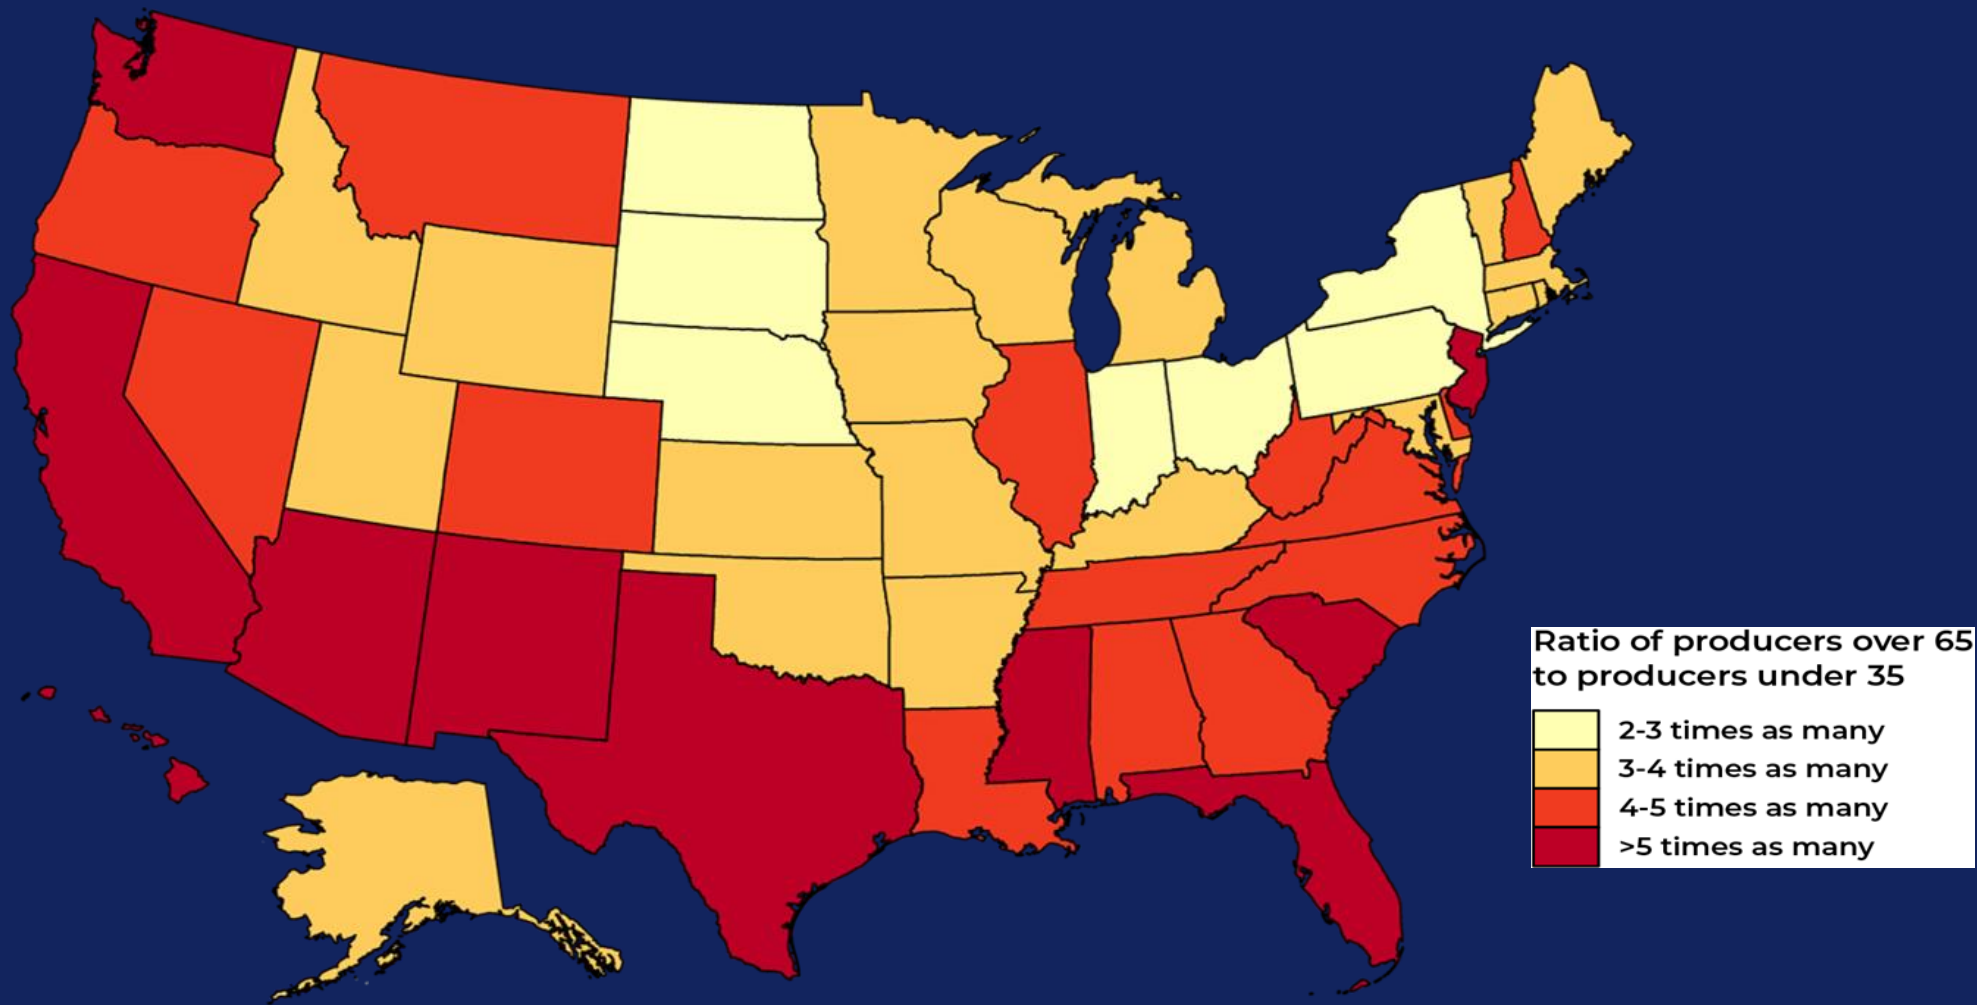 Ratio of producers over 65
to producers under 35
2-3 times as many
3-4 times as many
4-5 times as many
>5 times as many